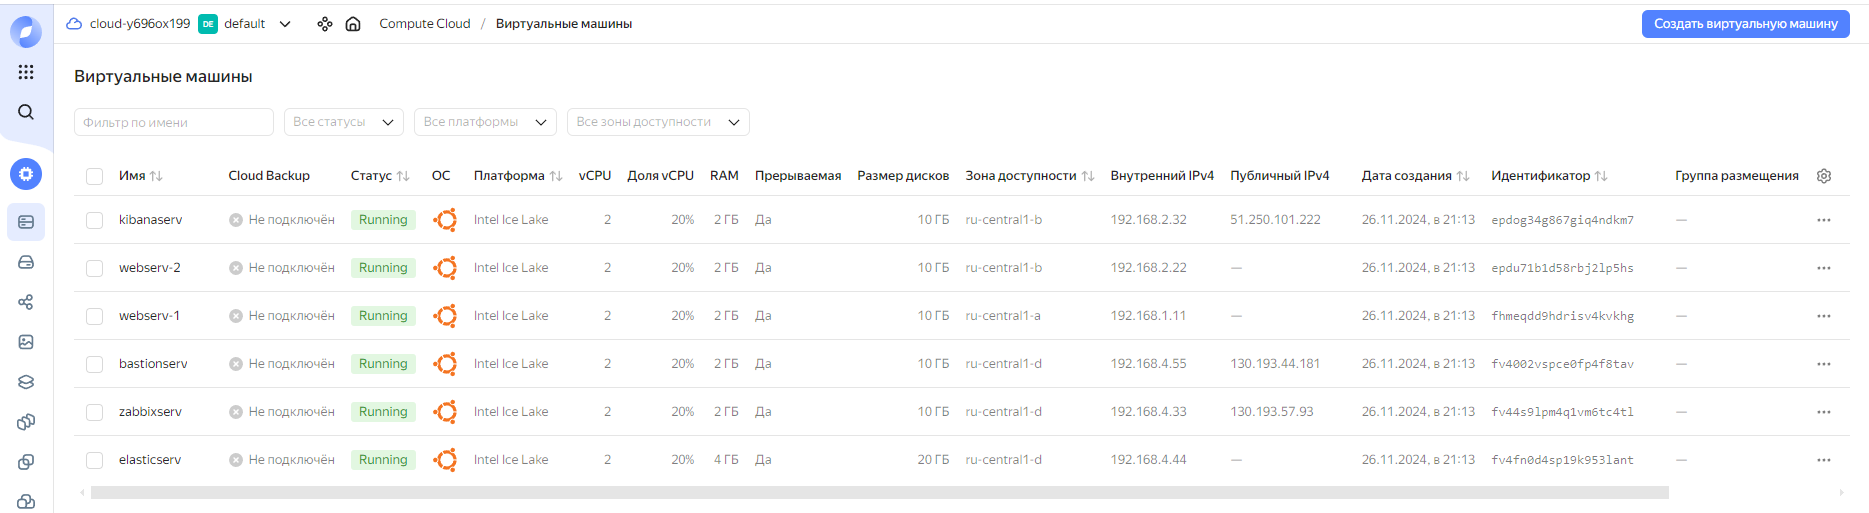 cloud-y696ox199 DE default Compute Cloud / Виртуальные машины Создать виртуальную машину
Виртуальные машины
Фильтр по имени Все статусы Все платформы Все зоны доступности
Имя Cloud Backup Статус ОС Платформа vCPU Доля vCPU RAM Прерываемая Размер дисков Зона доступности Внутренний IPv4 Публичный IPv4 Дата создания Идентификатор Группа размещения
kibanaserv Не подключён Running Intel Ice Lake 2 20% 2 ГБ Да 10 ГБ ru-central1-b 192.168.2.32 51.250.101.222 26.11.2024, в 21:13 epdog34g867giq4ndkm7 —
webserv-2 Не подключён Running Intel Ice Lake 2 20% 2 ГБ Да 10 ГБ ru-central1-b 192.168.2.22 — 26.11.2024, в 21:13 epdu71b1d58rbj2lp5hs —
webserv-1 Не подключён Running Intel Ice Lake 2 20% 2 ГБ Да 10 ГБ ru-central1-a 192.168.1.11 — 26.11.2024, в 21:13 fhmeqdd9hdrisv4kvkhg —
bastionserv Не подключён Running Intel Ice Lake 2 20% 2 ГБ Да 10 ГБ ru-central1-d 192.168.4.55 130.193.44.181 26.11.2024, в 21:13 fv4002vspce0fp4f8tav —
zabbixserv Не подключён Running Intel Ice Lake 2 20% 2 ГБ Да 10 ГБ ru-central1-d 192.168.4.33 130.193.57.93 26.11.2024, в 21:13 fv44s9lpm4q1vm6tc4tl —
elasticserv Не подключён Running Intel Ice Lake 2 20% 4 ГБ Да 20 ГБ ru-central1-d 192.168.4.44 — 26.11.2024, в 21:13 fv4fn0d4sp19k953lant —